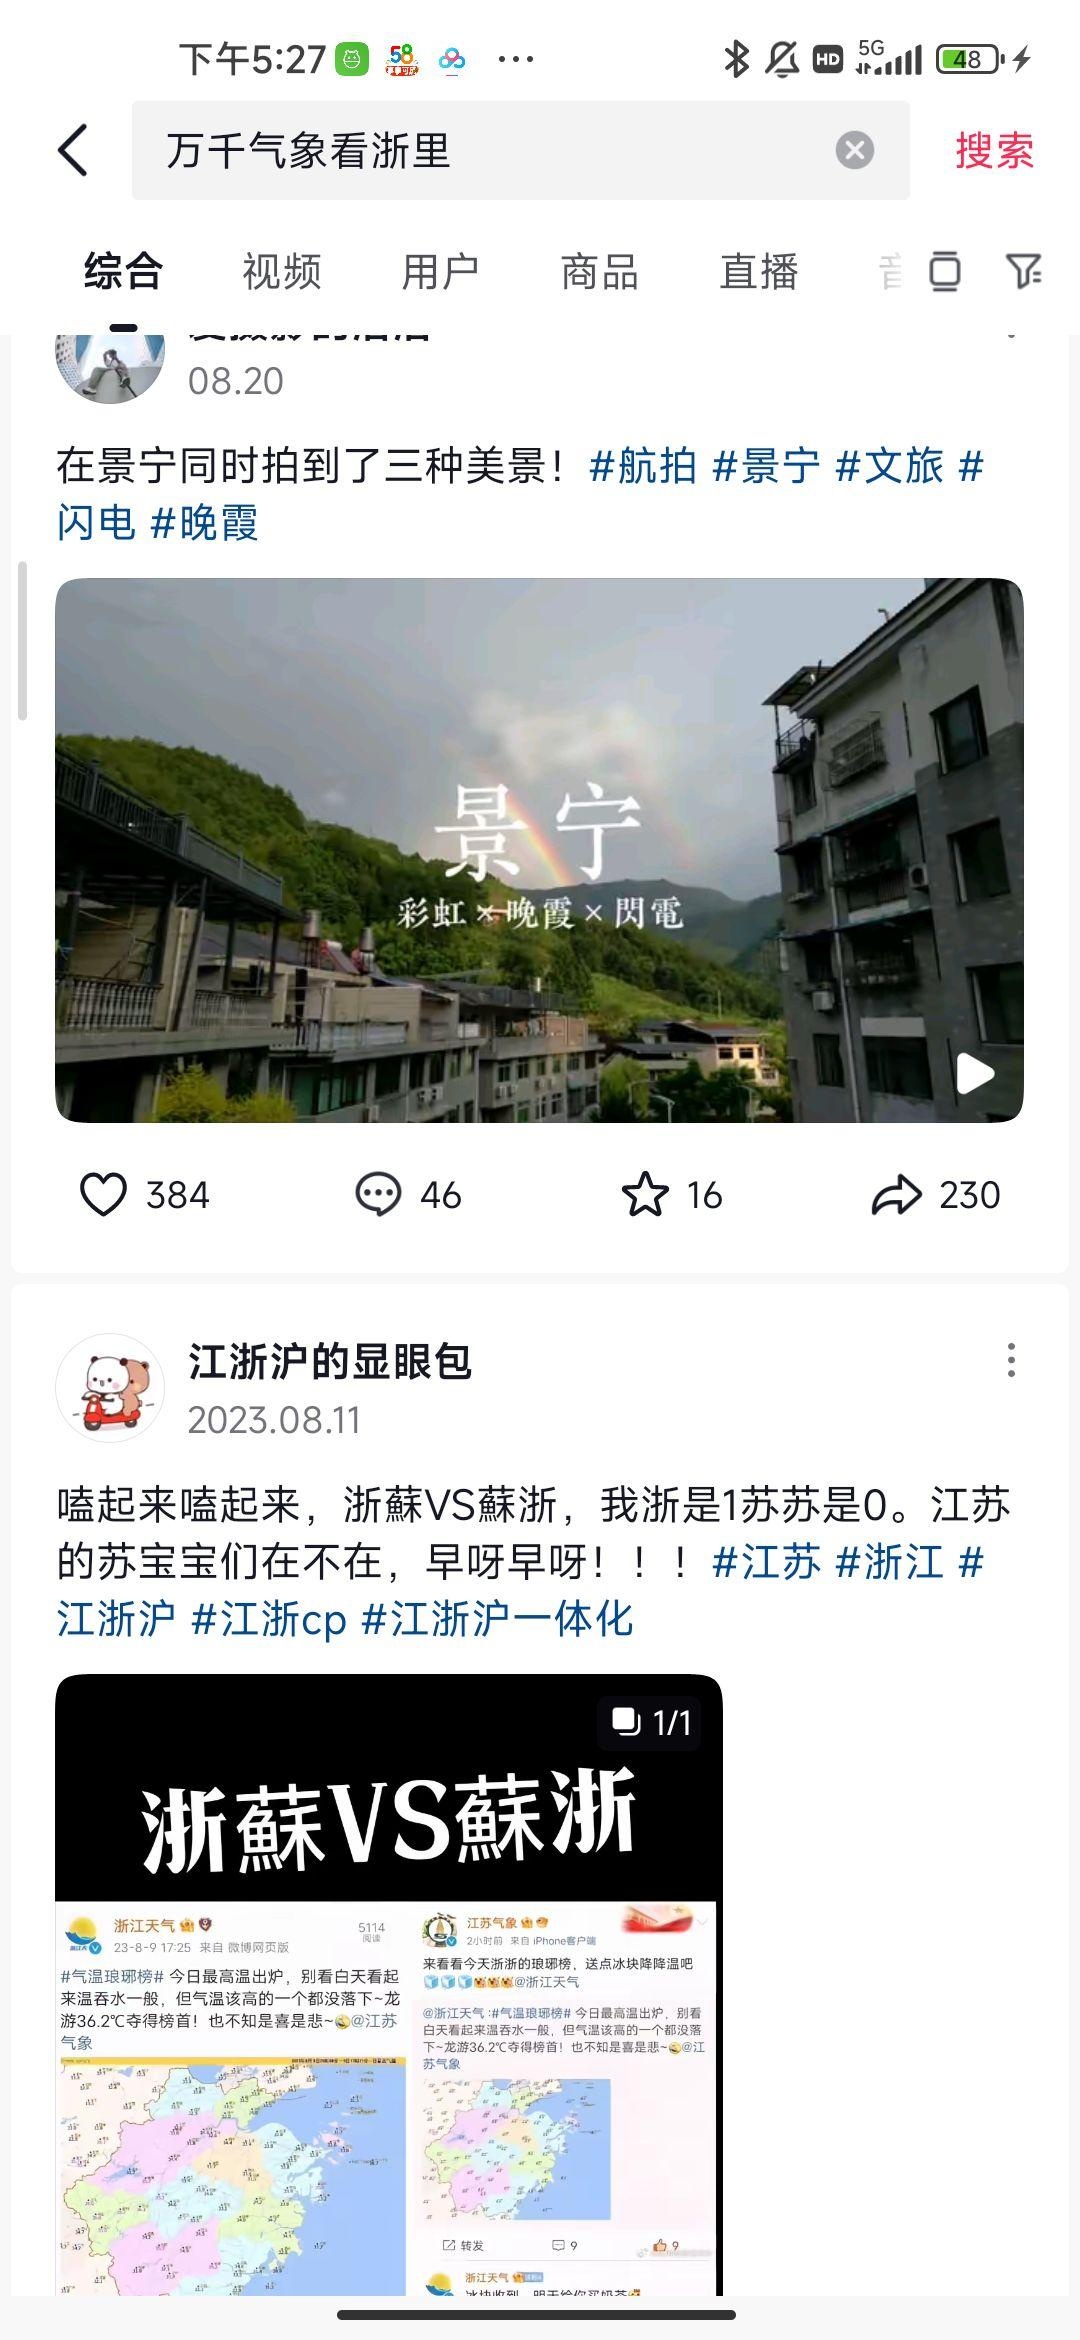 下午5:27
HD
5G
48
万千气象看浙里
搜索
综合
视频
用户
商品
直播
08.20
在景宁同时拍到了三种美景！#航拍 #景宁 #文旅 #
闪电 #晚霞
景宁
彩虹×晚霞×閃電
384
46
16
230
江浙沪的显眼包
2023.08.11
嗑起来嗑起来，浙蘇VS蘇浙，我浙是1苏苏是0。江苏
的苏宝宝们在不在，早呀早呀！！！#江苏 #浙江 #
江浙沪 #江浙cp #江浙沪一体化
1/1
浙蘇VS蘇浙
浙江天气
5114
阅读
23-8-9 17:25 来自 微博网页版
#气温琅琊榜# 今日最高温出炉，别看白天看起
来温吞水一般，但气温该高的一个都没落下~龙
游36.2℃夺得榜首！也不知是喜是悲~@江苏
气象
江苏气象
2小时前 来自 iPhone客户端
来看看今天浙浙的琅琊榜，送点冰块降降温吧
@浙江天气
@浙江天气:#气温琅琊榜# 今日最高温出炉，别看
白天看起来温吞水一般，但气温该高的一个都没落
下~龙游36.2℃夺得榜首！也不知是喜是悲~@江
苏气象
转发
9
9
浙江天气